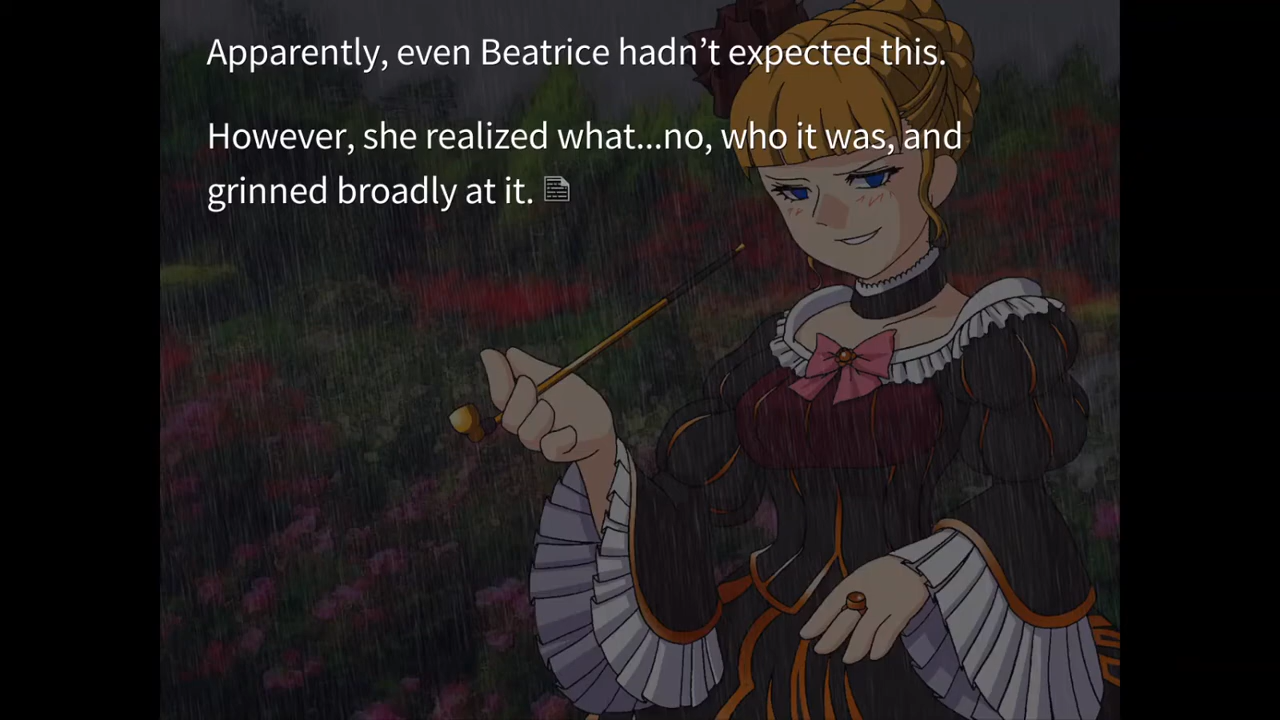 Apparently, even Beatrice hadn’t expected this.
However, she realized what...no, who it was, and
grinned broadly at it.